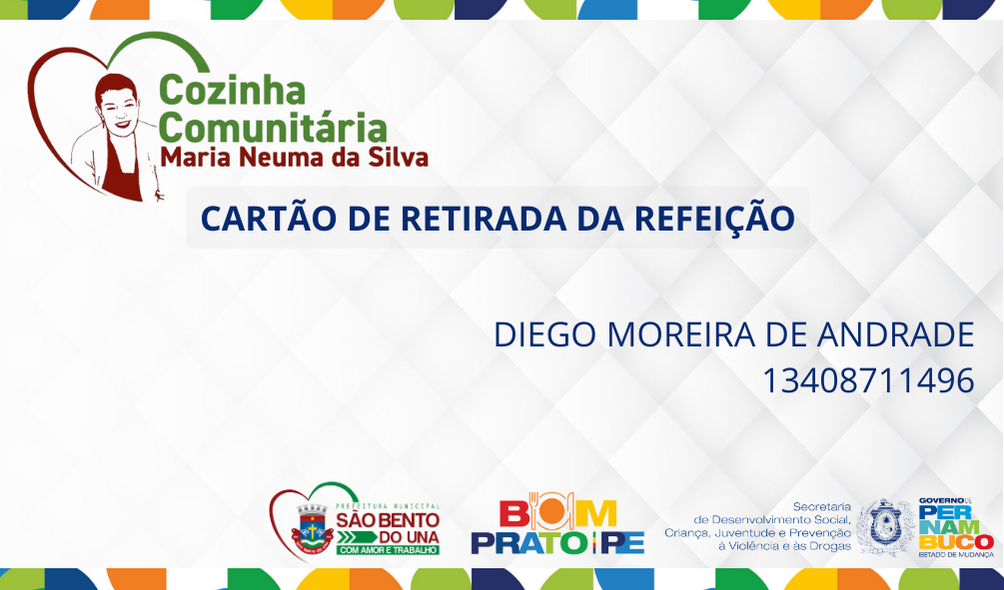 Cozinha
Comunitária
Maria Neuma da Silva
CARTÃO DE RETIRADA DA REFEIÇÃO
DIEGO MOREIRA DE ANDRADE
13408711496
PREFEITURA MUNICIPAL
SÃO BENTO
DO UNA
COM AMOR E TRABALHO
BOM
PRATO PE
Secretaria
de Desenvolvimento Social,
Criança, Juventude e Prevenção
à Violência e às Drogas
GOVERNO DE
PER
NAM
BUCO
ESTADO DE MUDANÇA